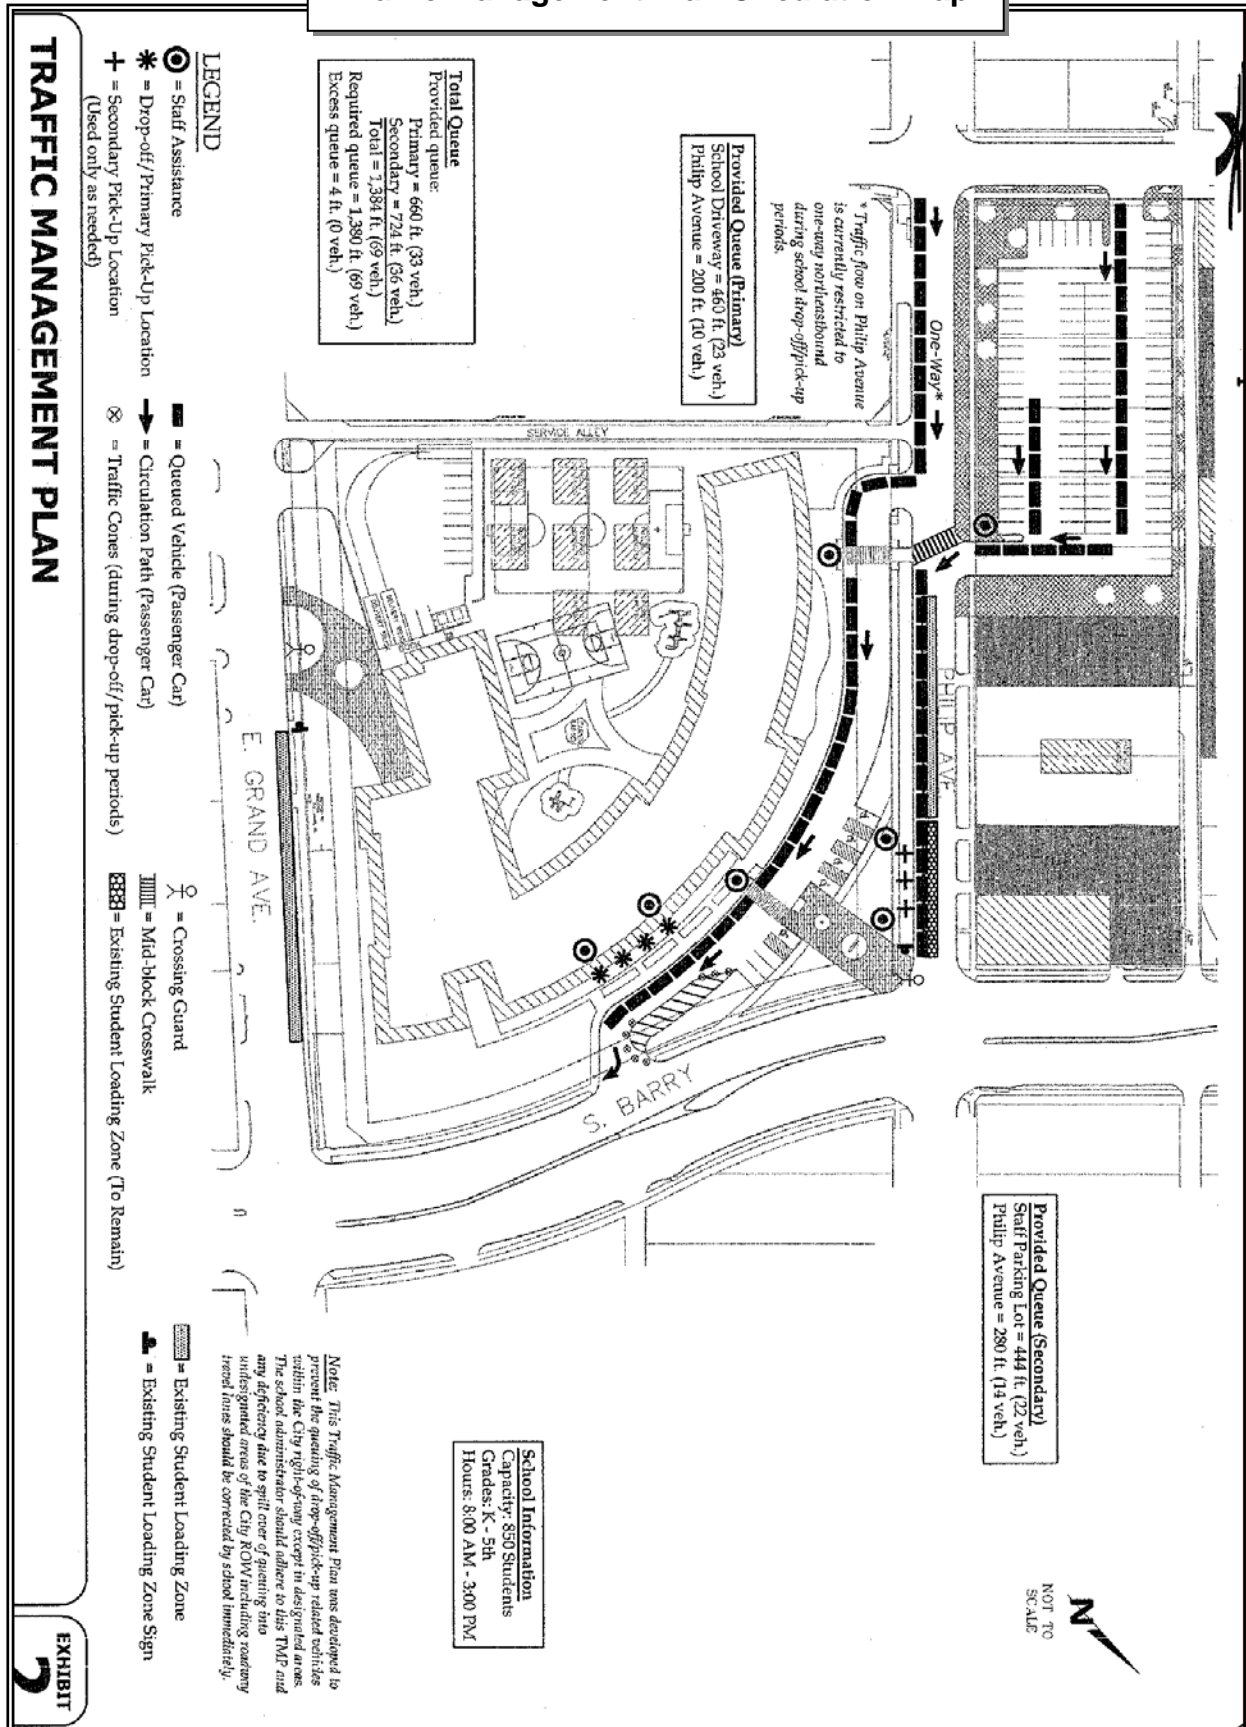 TRAFFIC MANAGEMENT PLAN
EXHIBIT
2
LEGEND
= Staff Assistance
= Drop-off/Primary Pick-Up Location
= Secondary Pick-Up Location
(Used only as needed)
= Queued Vehicle (Passenger Car)
= Circulation Path (Passenger Car)
= Traffic Cones (during drop-off/pick-up periods)
= Crossing Guard
= Mid-block Crosswalk
= Existing Student Loading Zone (To Remain)
= Existing Student Loading Zone
= Existing Student Loading Zone Sign
Total Queue
Provided queue:
Primary = 660 ft. (33 veh.)
Secondary = 724 ft. (36 veh.)
Total = 1,384 ft. (69 veh.)
Required queue = 1,380 ft. (69 veh.)
Excess queue = 4 ft. (0 veh.)
Provided Queue (Primary)
School Driveway = 460 ft. (23 veh.)
Philip Avenue = 200 ft. (10 veh.)
* Traffic flow on Philip Avenue
is currently restricted to
one-way northeastbound
during school drop-off/pick-up
periods.
One-Way*
SERVICE ALLEY
PHILIP AVE.
E. GRAND AVE.
S. BARRY
Provided Queue (Secondary)
Staff Parking Lot = 444 ft. (22 veh.)
Philip Avenue = 280 ft. (14 veh.)
School Information
Capacity: 850 Students
Grades: K - 5th
Hours: 8:00 AM - 3:00 PM
Note: This Traffic Management Plan was developed to
prevent the queuing of drop-off/pick-up related vehicles
within the City right-of-way except in designated areas.
The school administrator should adhere to this TMP and
any deficiency due to spill over of queuing into
undesignated areas of the City ROW including roadway
travel lanes should be corrected by school immediately.
N
NOT TO
SCALE